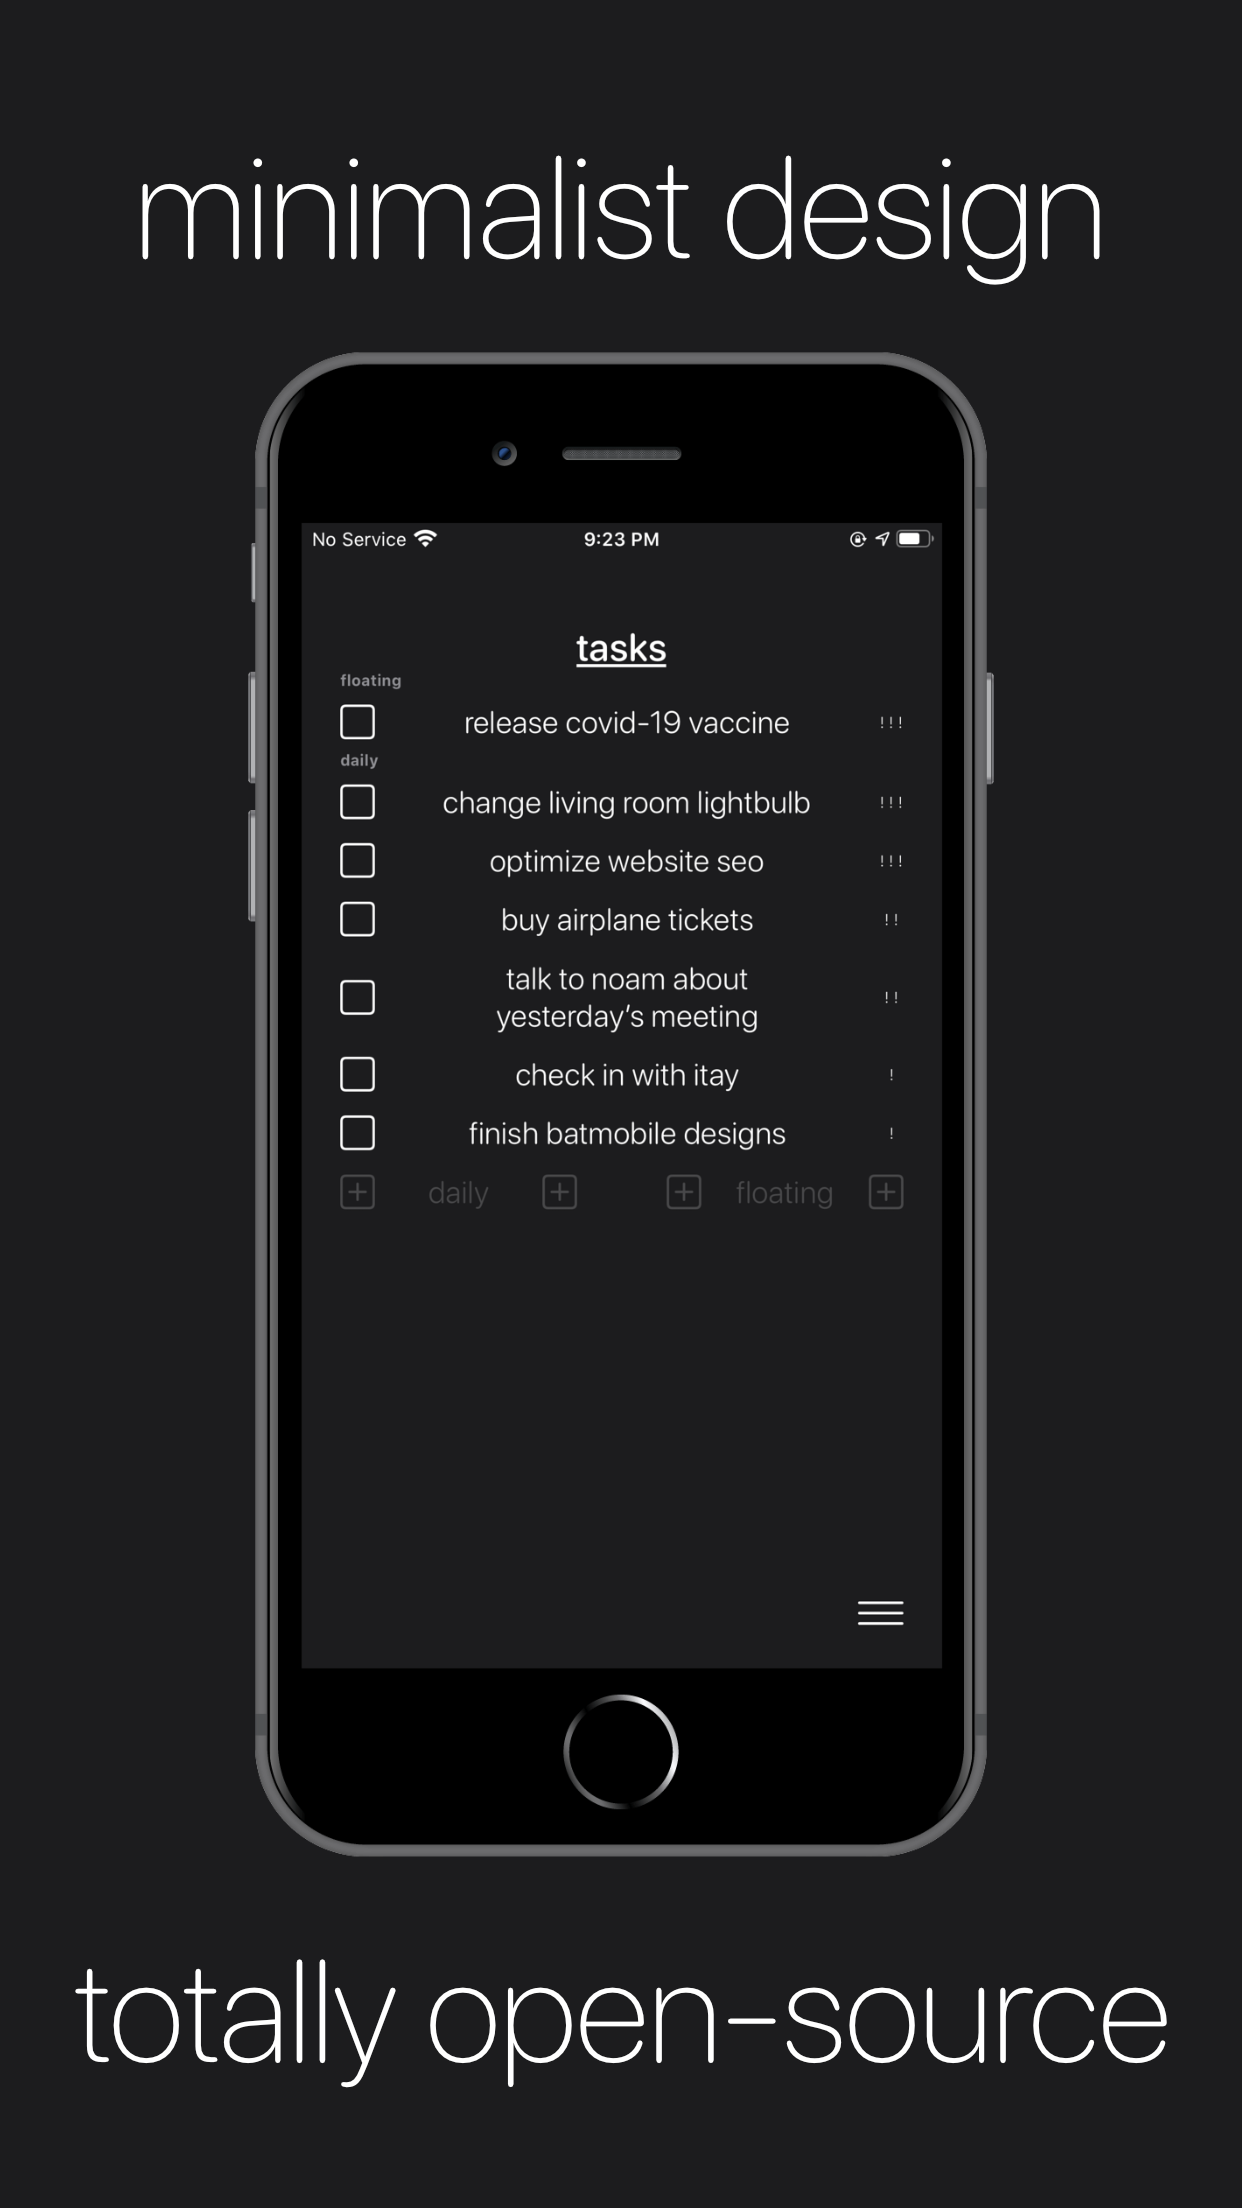 minimalist design
No Service 9:23 PM
tasks
floating
release covid-19 vaccine !!!
daily
change living room lightbulb !!!
optimize website seo !!!
buy airplane tickets !!
talk to noam about
yesterday’s meeting !!
check in with itay !
finish batmobile designs !
daily floating
totally open-source